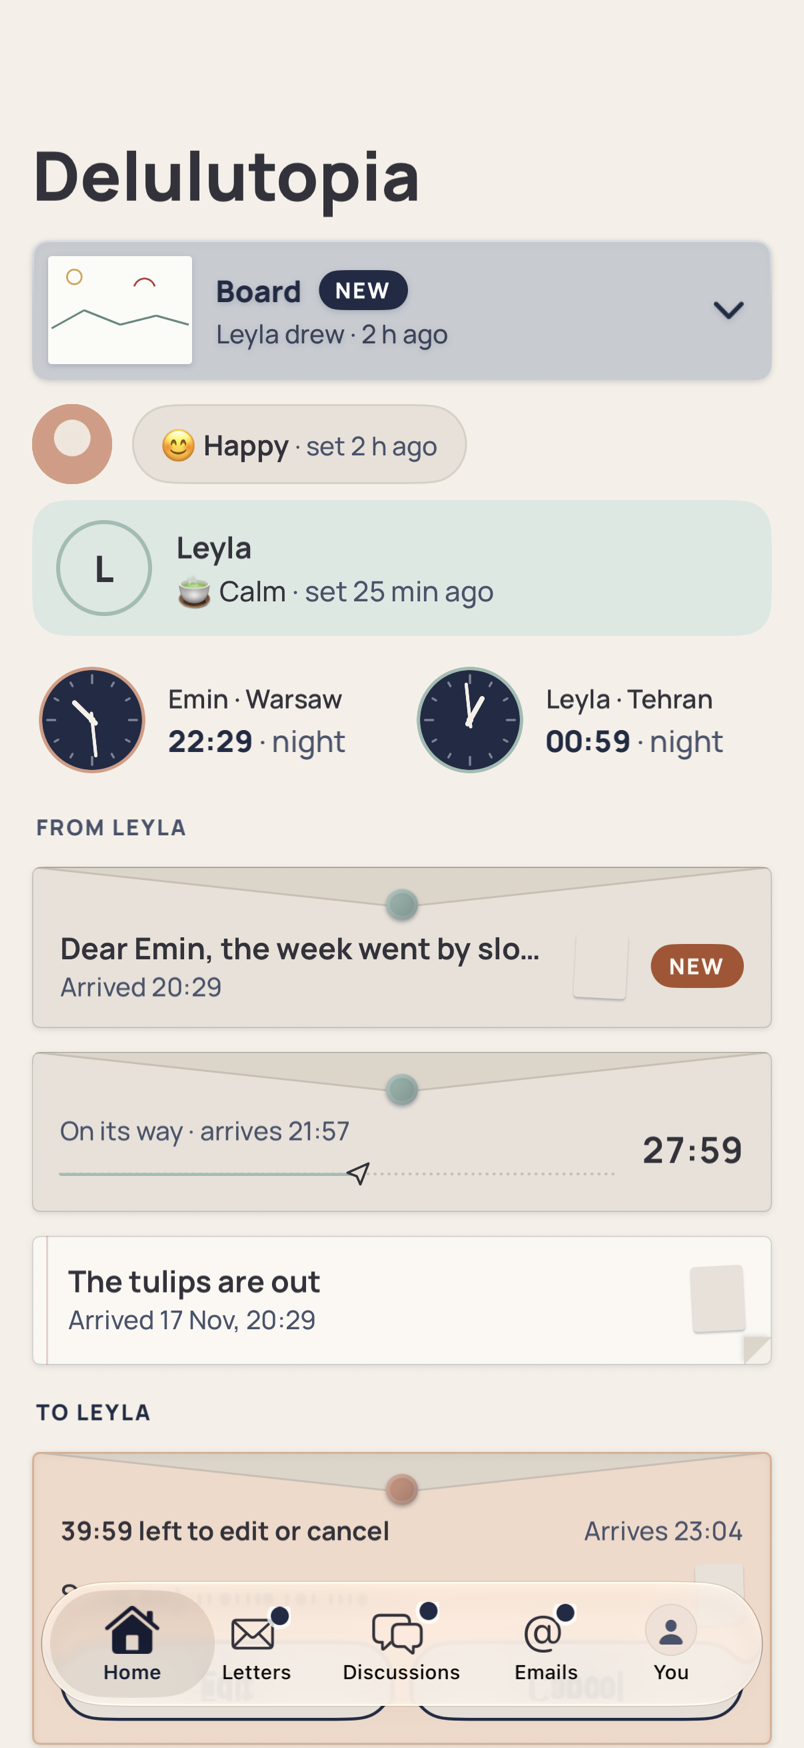 Delulutopia
Board NEW
Leyla drew · 2 h ago
😊 Happy · set 2 h ago
L
Leyla
🍵 Calm · set 25 min ago
Emin · Warsaw
22:29 · night
Leyla · Tehran
00:59 · night
FROM LEYLA
Dear Emin, the week went by slo...
Arrived 20:29
NEW
On its way · arrives 21:57
27:59
The tulips are out
Arrived 17 Nov, 20:29
TO LEYLA
39:59 left to edit or cancel
Arrives 23:04
Edit
Cancel
Home
Letters
Discussions
@
Emails
You